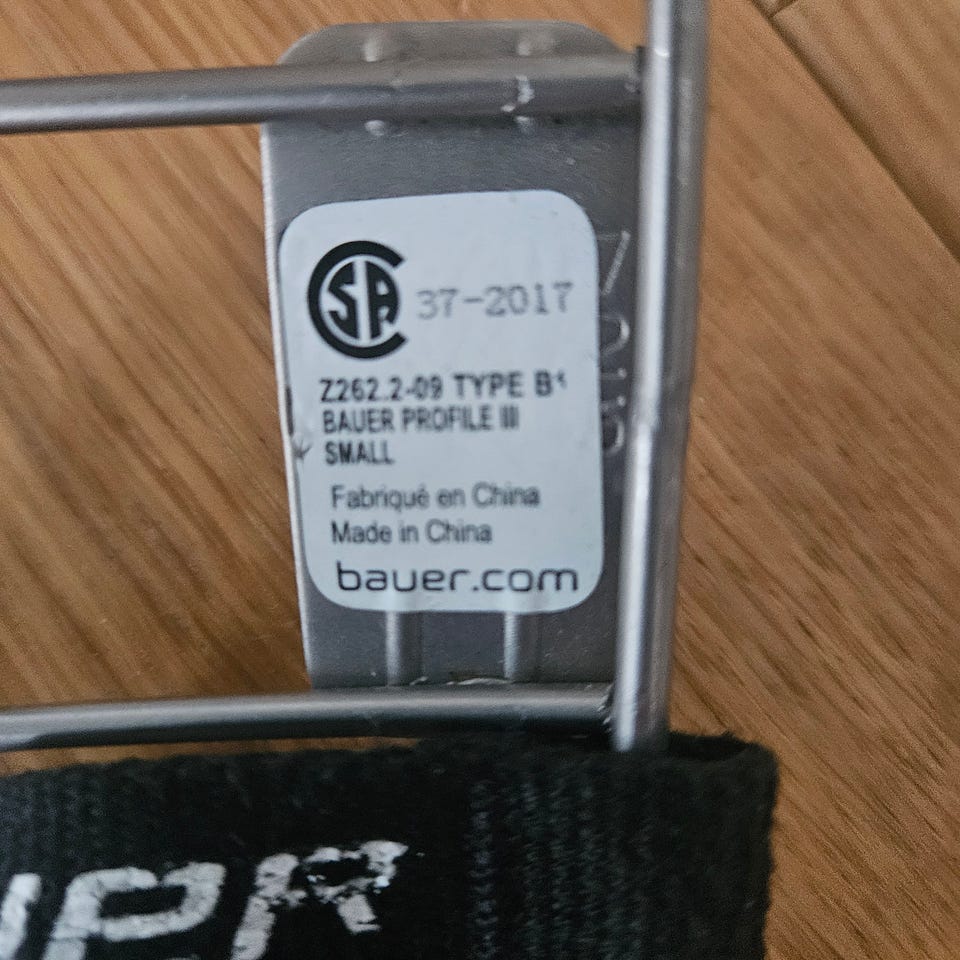 CSA 37-2017
Z262.2-09 TYPE B1
BAUER PROFILE III
SMALL
Fabriqué en China
Made in China
bauer.com